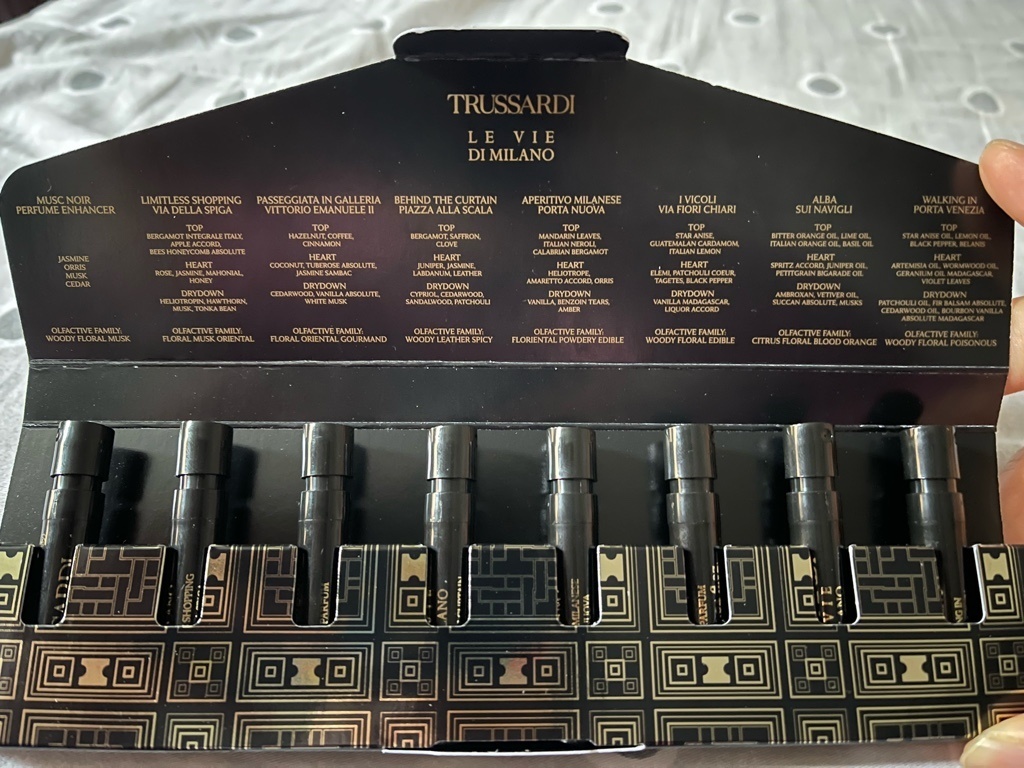 TRUSSARDI
LE VIE
DI MILANO
MUSC NOIR
PERFUME ENHANCER
JASMINE
ORRIS
MUSK
CEDAR
OLFACTIVE FAMILY:
WOODY FLORAL MUSK
LIMITLESS SHOPPING
VIA DELLA SPIGA
TOP
BERGAMOT INTEGRALE ITALY,
APPLE ACCORD,
BEES HONEYCOMB ABSOLUTE
HEART
ROSE, JASMINE, MAHONIAL,
HONEY
DRYDOWN
HELIOTROPIN, HAWTHORN,
MUSK, TONKA BEAN
OLFACTIVE FAMILY:
FLORAL MUSK ORIENTAL
PASSEGGIATA IN GALLERIA
VITTORIO EMANUELE II
TOP
HAZELNUT, COFFEE,
CINNAMON
HEART
COCONUT, TUBEROSE ABSOLUTE,
JASMINE SAMBAC
DRYDOWN
CEDARWOOD, VANILLA ABSOLUTE,
WHITE MUSK
OLFACTIVE FAMILY:
FLORAL ORIENTAL GOURMAND
BEHIND THE CURTAIN
PIAZZA ALLA SCALA
TOP
BERGAMOT, SAFFRON,
CLOVE
HEART
JUNIPER, JASMINE,
LABDANUM, LEATHER
DRYDOWN
CYPRIOL, CEDARWOOD,
SANDALWOOD, PATCHOULI
OLFACTIVE FAMILY:
WOODY LEATHER SPICY
APERITIVO MILANESE
PORTA NUOVA
TOP
MANDARIN LEAVES,
ITALIAN NEROLI,
CALABRIAN BERGAMOT
HEART
HELIOTROPE,
AMARETTO ACCORD, ORRIS
DRYDOWN
VANILLA, BENZOIN TEARS,
AMBER
OLFACTIVE FAMILY:
FLORIENTAL POWDERY EDIBLE
I VICOLI
VIA FIORI CHIARI
TOP
STAR ANISE,
GUATEMALAN CARDAMOM,
ITALIAN LEMON
HEART
ELEMI, PATCHOULI COEUR,
TAGETES, BLACK PEPPER
DRYDOWN
VANILLA MADAGASCAR,
LIQUOR ACCORD
OLFACTIVE FAMILY:
WOODY FLORAL EDIBLE
ALBA
SUI NAVIGLI
TOP
BITTER ORANGE OIL, LIME OIL,
ITALIAN ORANGE OIL, BASIL OIL
HEART
SPRITZ ACCORD, JUNIPER OIL,
PETITGRAIN BIGARADE OIL
DRYDOWN
AMBROXAN, VETIVER OIL,
SUCCAN ABSOLUTE, MUSKS
OLFACTIVE FAMILY:
CITRUS FLORAL BLOOD ORANGE
WALKING IN
PORTA VENEZIA
TOP
STAR ANISE OIL, LEMON OIL,
BLACK PEPPER, BELANIS
HEART
ARTEMISIA OIL, WORMWOOD OIL,
GERANIUM OIL MADAGASCAR,
VIOLET LEAVES
DRYDOWN
PATCHOULI OIL, FIR BALSAM ABSOLUTE,
CEDARWOOD OIL, BOURBON VANILLA
ABSOLUTE MADAGASCAR
OLFACTIVE FAMILY:
WOODY FLORAL POISONOUS
SHOPPING
PARFUM
PARFUM